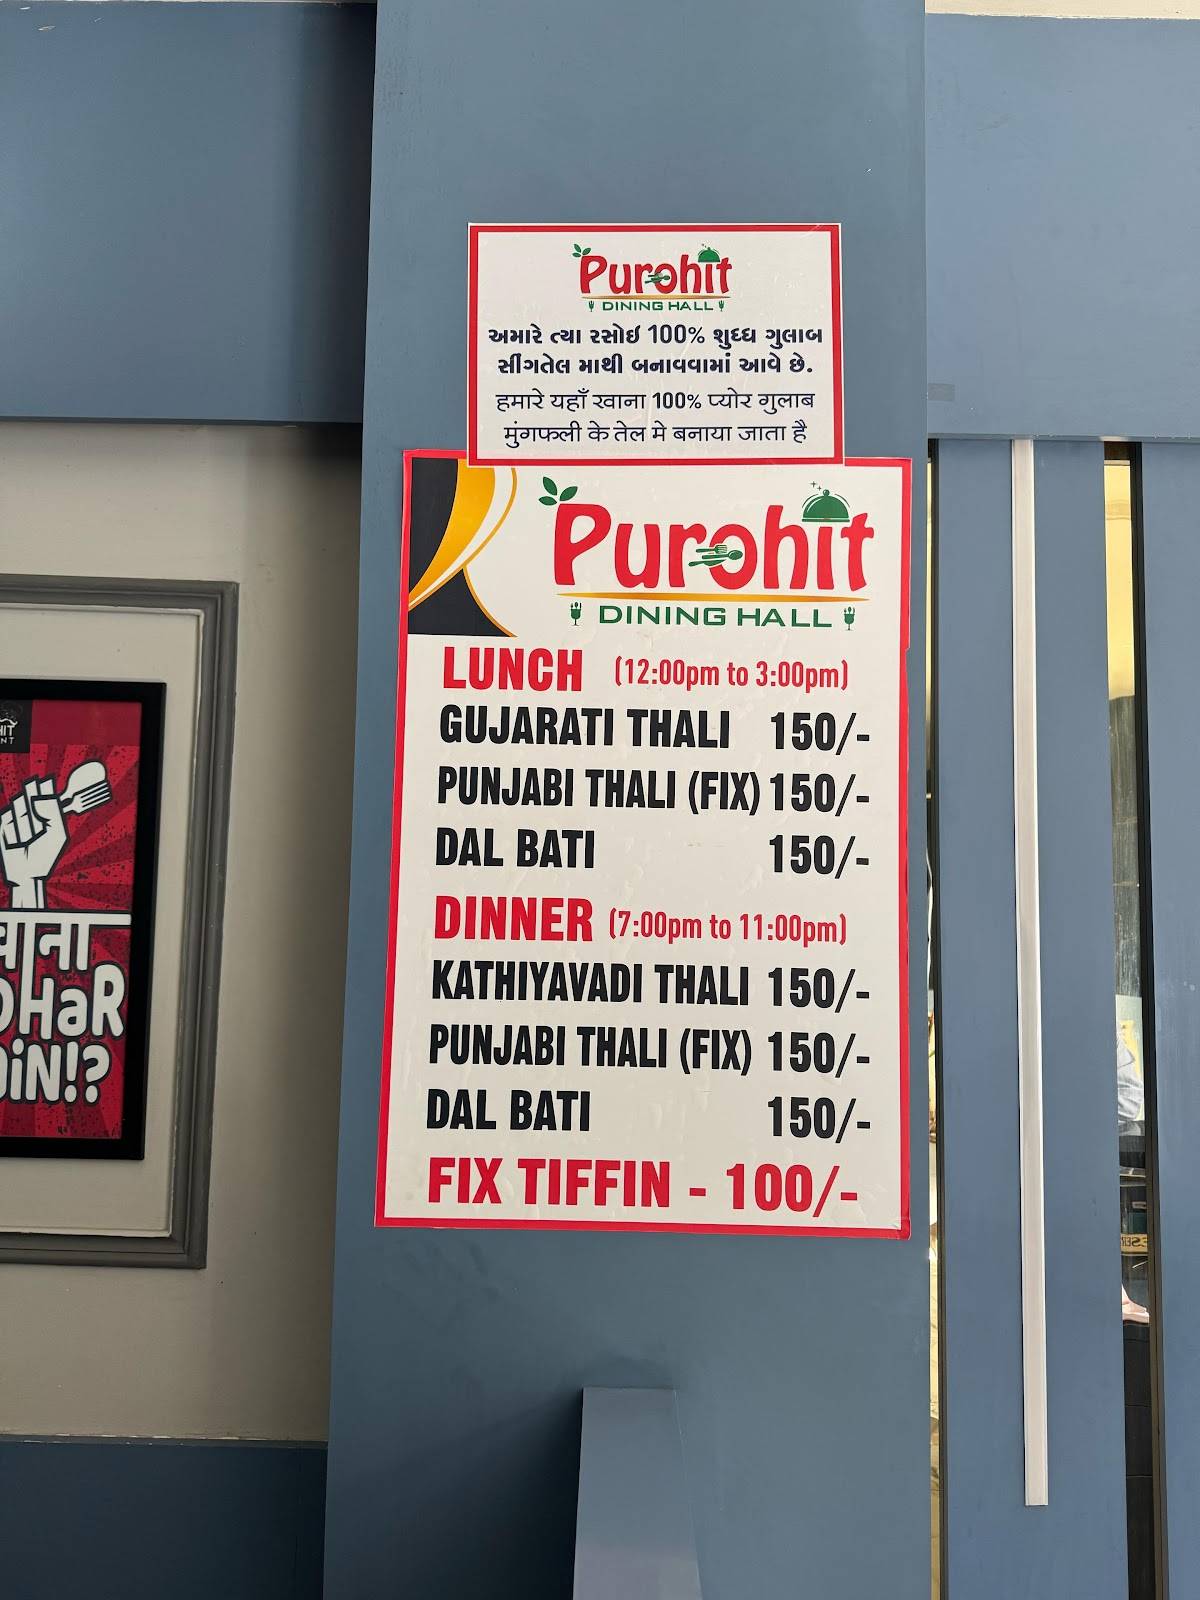 Purohit
DINING HALL
અમારે ત્યા રસોઇ 100% શુધ્ધ ગુલાબ
સીંગતેલ માથી બનાવવામાં આવે છે.
हमारे यहाँ खाना 100% प्योर गुलाब
मुंगफली के तेल मे बनाया जाता है
Purohit
DINING HALL
LUNCH (12:00pm to 3:00pm)
GUJARATI THALI 150/-
PUNJABI THALI (FIX) 150/-
DAL BATI 150/-
DINNER (7:00pm to 11:00pm)
KATHIYAVADI THALI 150/-
PUNJABI THALI (FIX) 150/-
DAL BATI 150/-
FIX TIFFIN - 100/-